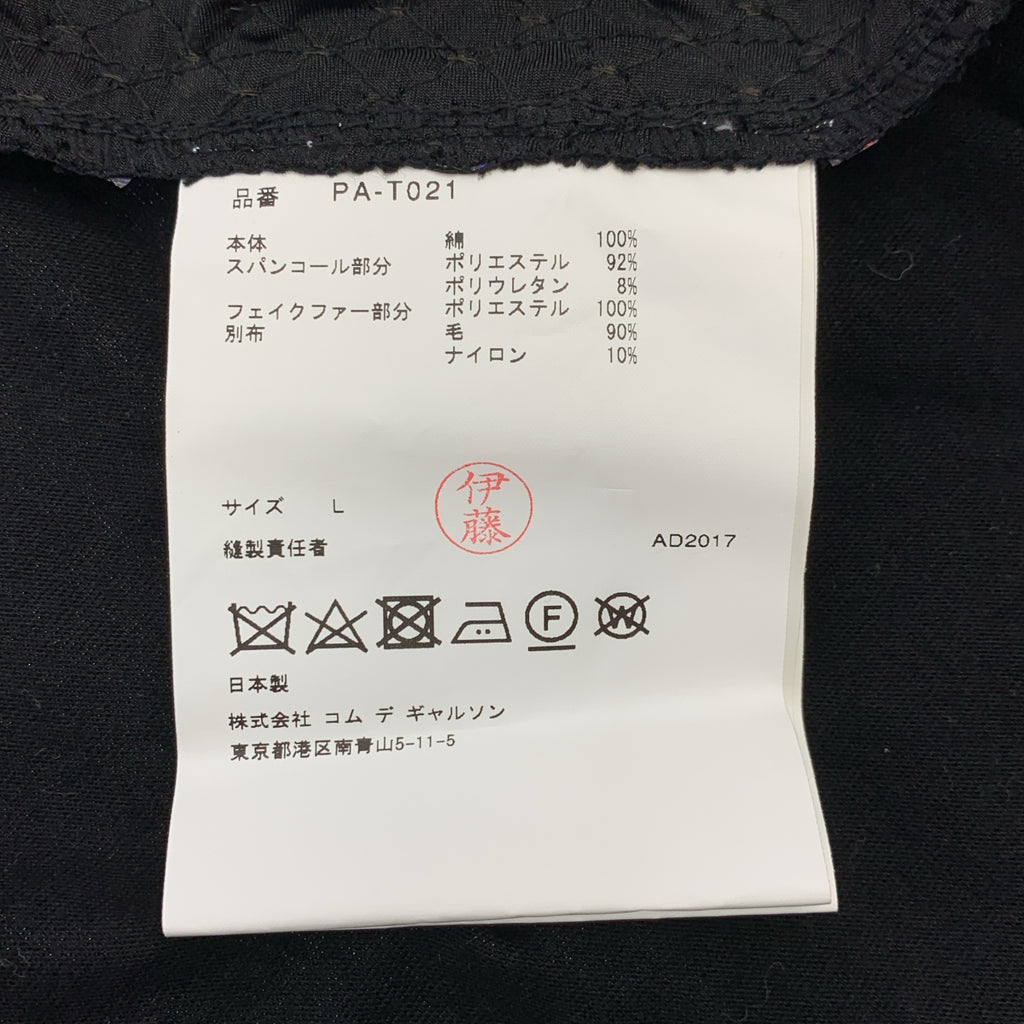 品番 PA-T021
本体 綿 100%
スパンコール部分 ポリエステル 92%
ポリウレタン 8%
フェイクファー部分 ポリエステル 100%
別布 毛 90%
ナイロン 10%
サイズ L
伊藤
縫製責任者 AD2017
F W
日本製
株式会社 コム デ ギャルソン
東京都港区南青山5-11-5